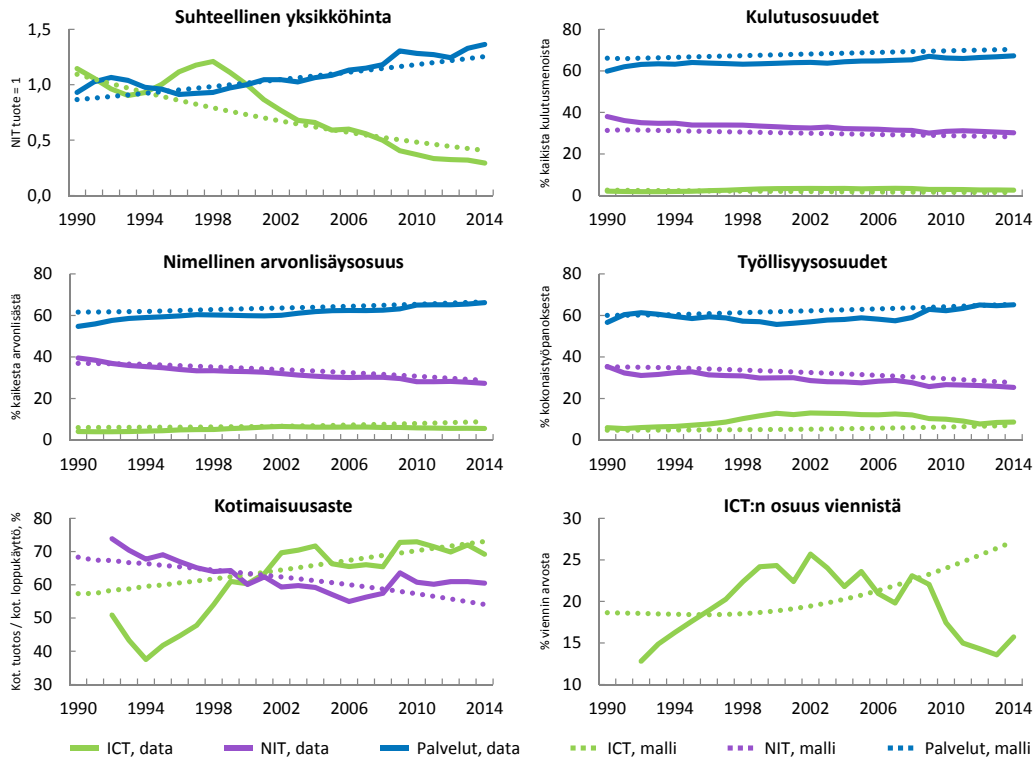 Suhteellinen yksikköhinta
NIT tuote = 1
1,5
1,0
0,5
0,0
1990 1994 1998 2002 2006 2010 2014
Kulutusosuudet
% kaikista kulutusmenoista
80
60
40
20
0
1990 1994 1998 2002 2006 2010 2014
Nimellinen arvonlisäysosuus
% kaikesta arvonlisästä
80
60
40
20
0
1990 1994 1998 2002 2006 2010 2014
Työllisyysosuudet
% kokonaistyöpanoksesta
80
60
40
20
0
1990 1994 1998 2002 2006 2010 2014
Kotimaisuusaste
Kot. tuotos / kot. loppukäyttö, %
80
70
60
50
40
30
1990 1994 1998 2002 2006 2010 2014
ICT:n osuus viennistä
% viennin arvosta
30
25
20
15
10
1990 1994 1998 2002 2006 2010 2014
ICT, data NIT, data Palvelut, data ICT, malli NIT, malli Palvelut, malli